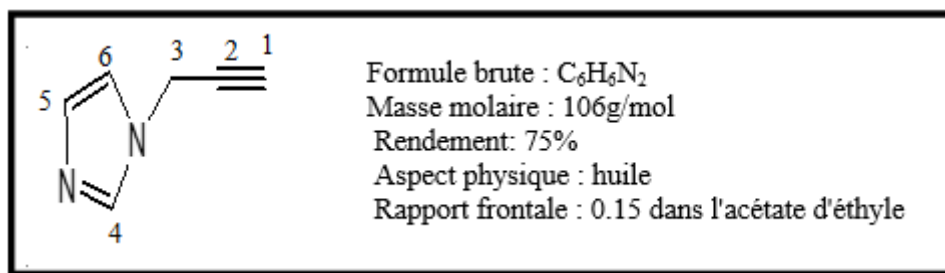 6 3 2 1
Formule brute : C₆H₆N₂
5
Masse molaire : 106g/mol
N
Rendement: 75%
N
Aspect physique : huile
4
Rapport frontale : 0.15 dans l'acétate d'éthyle